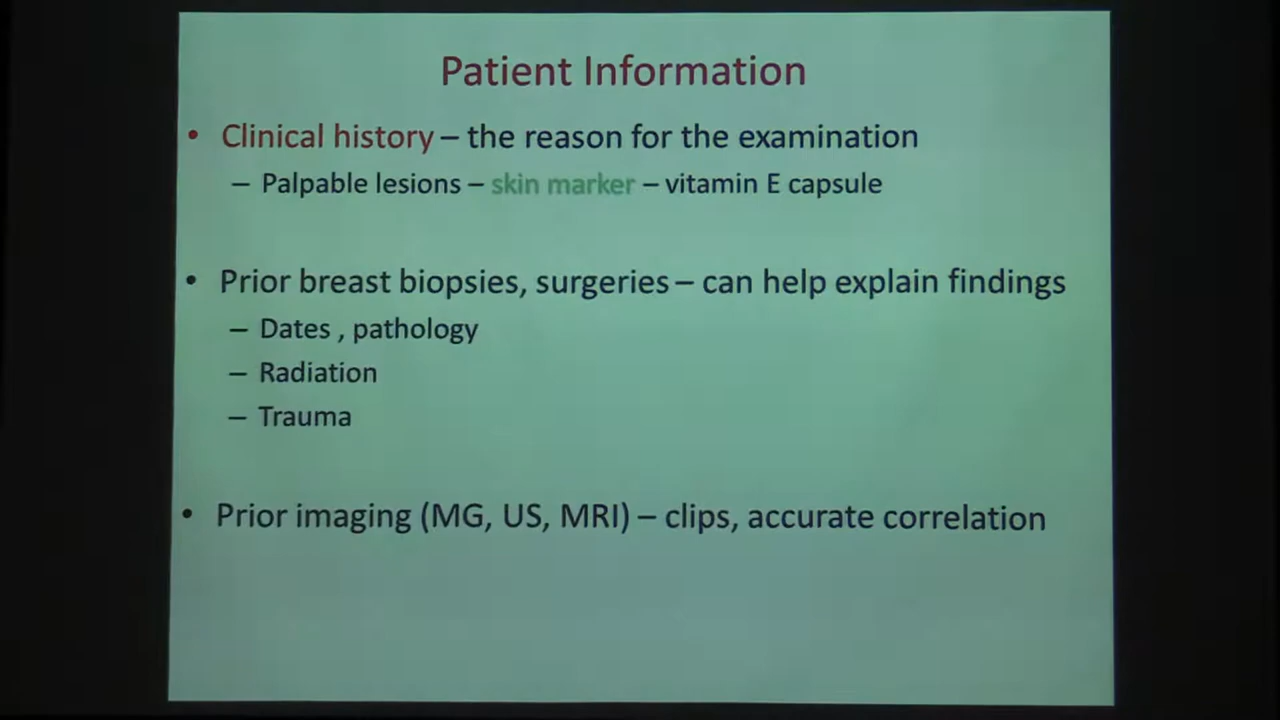 Patient Information
• Clinical history – the reason for the examination
– Palpable lesions – skin marker – vitamin E capsule
• Prior breast biopsies, surgeries – can help explain findings
– Dates , pathology
– Radiation
– Trauma
• Prior imaging (MG, US, MRI) – clips, accurate correlation